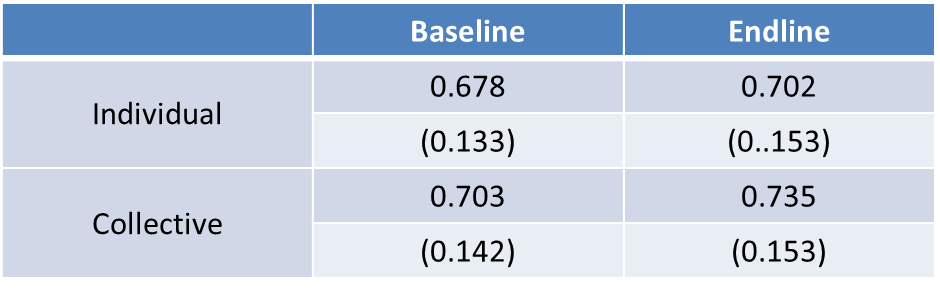 Baseline Endline
Individual 0.678 0.702
(0.133) (0..153)
Collective 0.703 0.735
(0.142) (0.153)